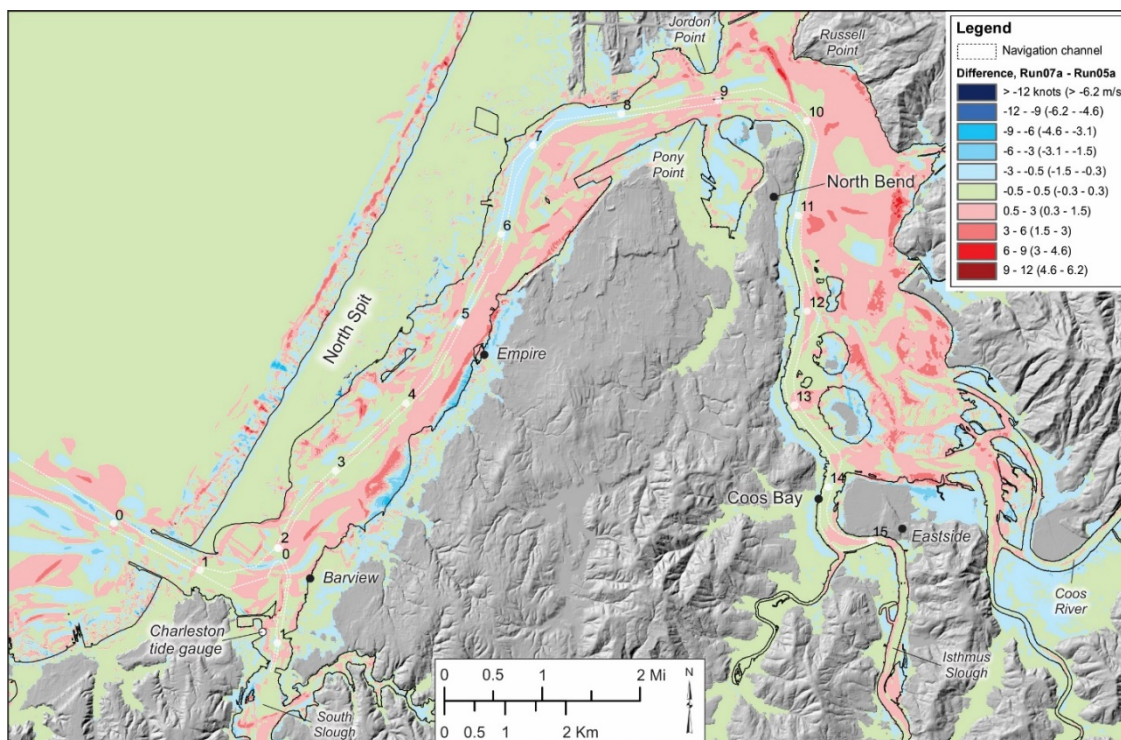 Jordon
Point
Russell
Point
Legend
Navigation channel
Difference, Run07a - Run05a
> -12 knots (> -6.2 m/s
-12 - -9 (-6.2 - -4.6)
-9 - -6 (-4.6 - -3.1)
-6 - -3 (-3.1 - -1.5)
-3 - -0.5 (-1.5 - -0.3)
-0.5 - 0.5 (-0.3 - 0.3)
0.5 - 3 (0.3 - 1.5)
3 - 6 (1.5 - 3)
6 - 9 (3 - 4.6)
9 - 12 (4.6 - 6.2)
9
8
10
7
Pony
Point
North Bend
11
6
12
5
North Spit
Empire
4
13
3
14
Coos Bay
0
15
Eastside
2
0
1
Barview
Coos
River
Charleston
tide gauge
Isthmus
Slough
South
Slough
0 0.5 1 2 Mi
0 0.5 1 2 Km
N